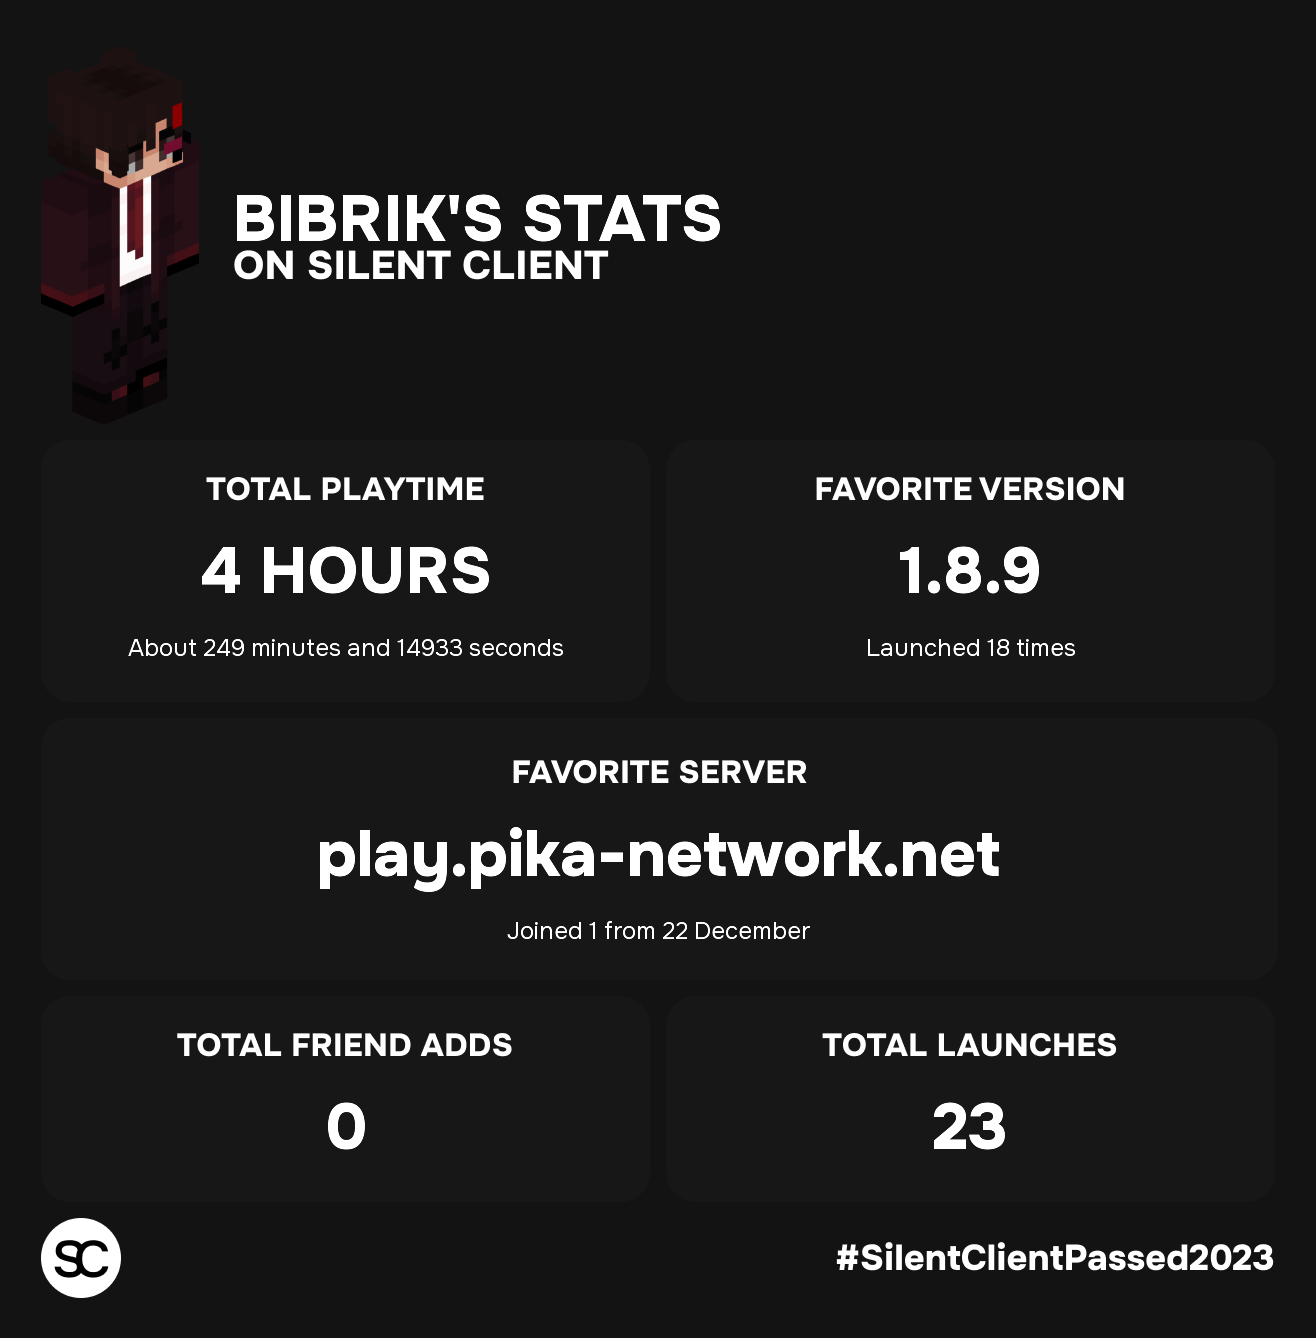 BIBRIK'S STATS
ON SILENT CLIENT
TOTAL PLAYTIME
4 HOURS
About 249 minutes and 14933 seconds
FAVORITE VERSION
1.8.9
Launched 18 times
FAVORITE SERVER
play.pika-network.net
Joined 1 from 22 December
TOTAL FRIEND ADDS
0
TOTAL LAUNCHES
23
SC
#SilentClientPassed2023